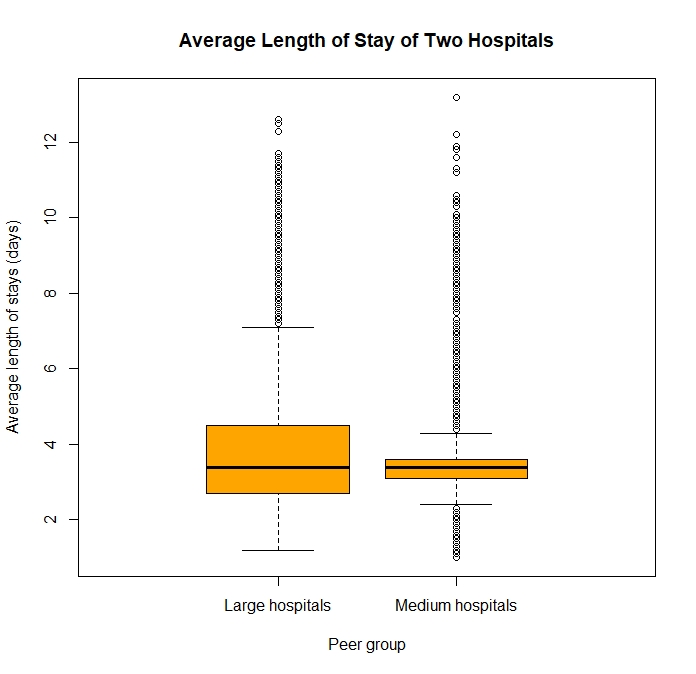 Average Length of Stay of Two Hospitals
Average length of stays (days)
12
10
8
6
4
2
Large hospitals
Medium hospitals
Peer group